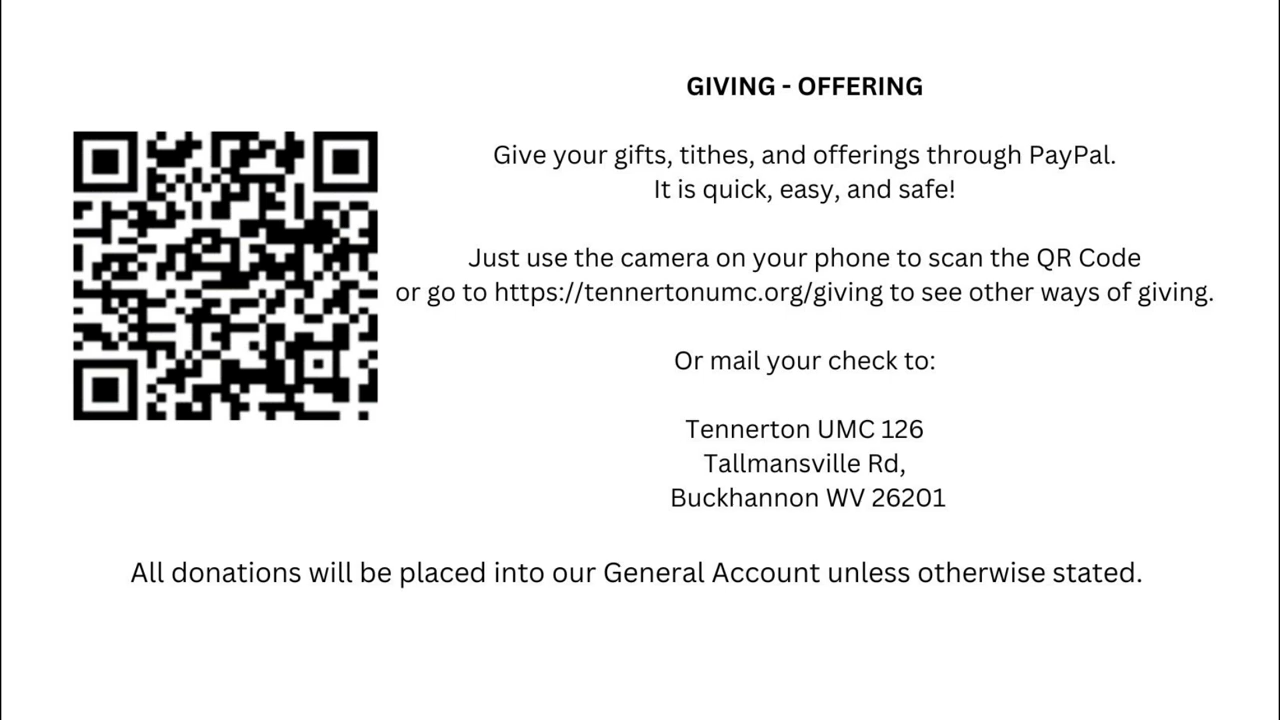 GIVING - OFFERING
Give your gifts, tithes, and offerings through PayPal.
It is quick, easy, and safe!
Just use the camera on your phone to scan the QR Code
or go to https://tennertonumc.org/giving to see other ways of giving.
Or mail your check to:
Tennerton UMC 126
Tallmansville Rd,
Buckhannon WV 26201
All donations will be placed into our General Account unless otherwise stated.